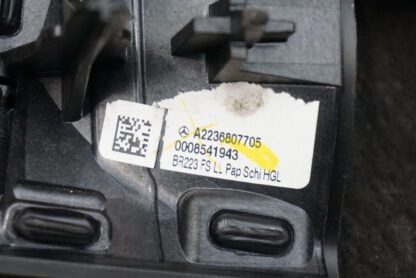 A2236807705
0008541943
BR223 FS LL Pap Schi HGL